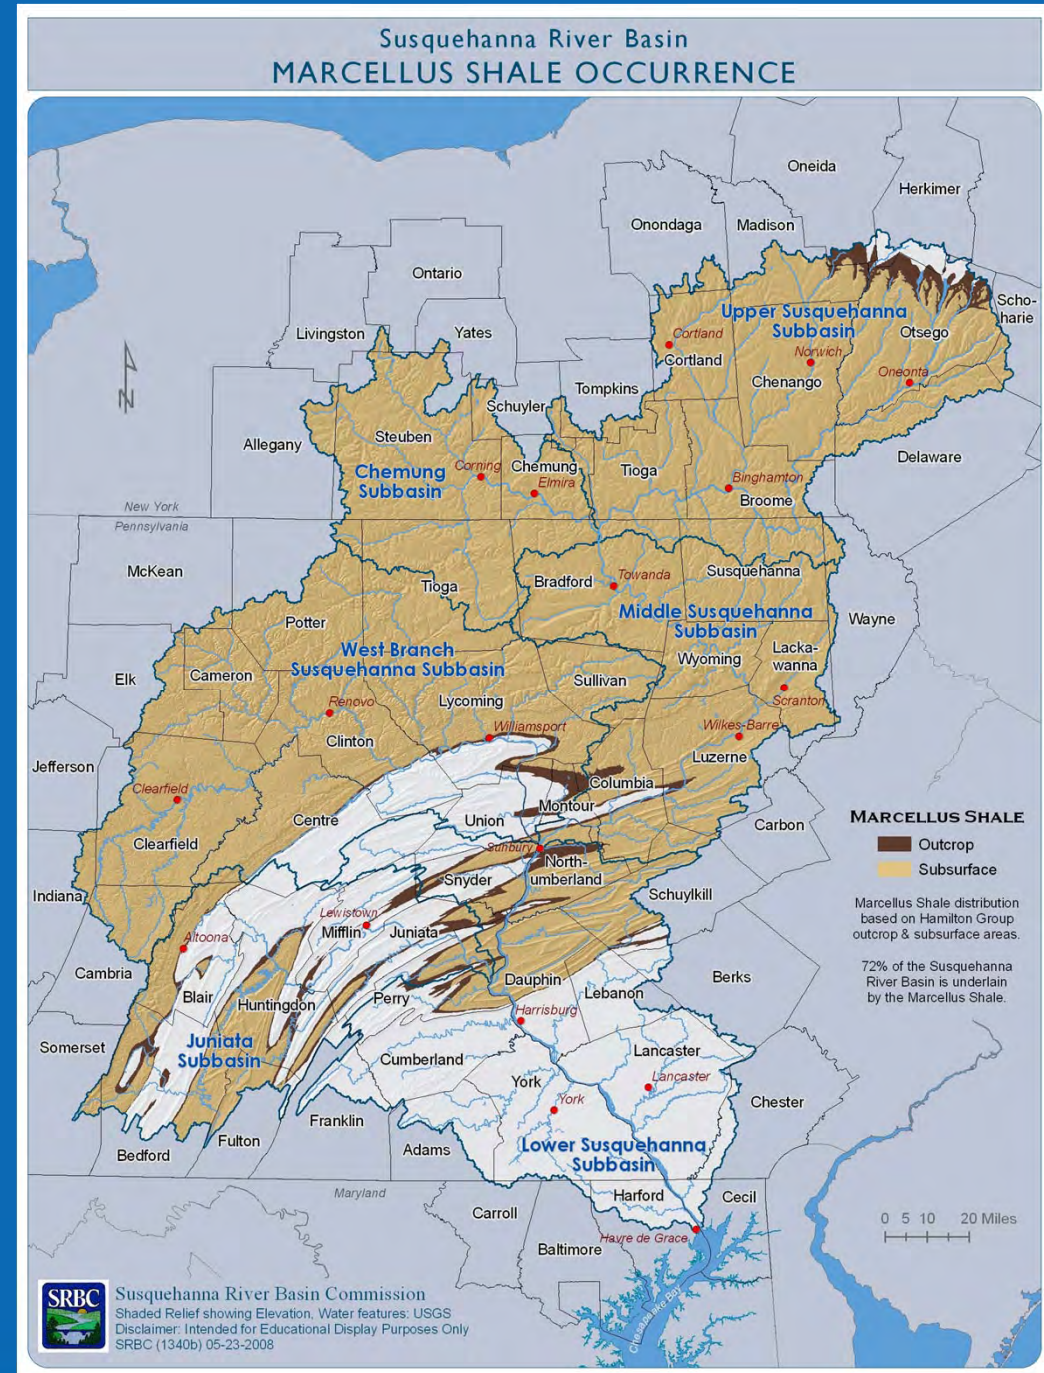 Susquehanna River Basin
MARCELLUS SHALE OCCURRENCE
Oneida
Herkimer
Onondaga
Madison
Ontario
Scho-
harie
Livingston
Yates
Upper Susquehanna
Subbasin
Otsego
Cortland
Cortland
Norwich
Chenango
Oneonta
Tompkins
Schuyler
Allegany
Steuben
Delaware
Chemung
Subbasin
Corning
Chemung
Elmira
Tioga
Binghamton
Broome
New York
Pennsylvania
McKean
Tioga
Bradford
Towanda
Susquehanna
Middle Susquehanna
Subbasin
Wayne
Potter
West Branch
Susquehanna Subbasin
Wyoming
Lacka-
wanna
Elk
Cameron
Sullivan
Renovo
Lycoming
Scranton
Williamsport
Wilkes-Barre
Clinton
Luzerne
Jefferson
Clearfield
Columbia
Montour
Centre
Union
Carbon
Clearfield
Sunbury
North-
umberland
Snyder
Indiana
Schuylkill
Lewistown
Mifflin
Juniata
Altoona
Cambria
Dauphin
Berks
Blair
Huntingdon
Perry
Lebanon
Harrisburg
Somerset
Juniata
Subbasin
Cumberland
Lancaster
York
Lancaster
York
Chester
Franklin
Fulton
Adams
Bedford
Lower Susquehanna
Subbasin
Maryland
Harford
Cecil
Carroll
Havre de Grace
Baltimore
Chesapeake Bay
MARCELLUS SHALE
Outcrop
Subsurface
Marcellus Shale distribution
based on Hamilton Group
outcrop & subsurface areas.
72% of the Susquehanna
River Basin is underlain
by the Marcellus Shale.
0 5 10 20 Miles
N
SRBC
Susquehanna River Basin Commission
Shaded Relief showing Elevation, Water features: USGS
Disclaimer: Intended for Educational Display Purposes Only
SRBC (1340b) 05-23-2008